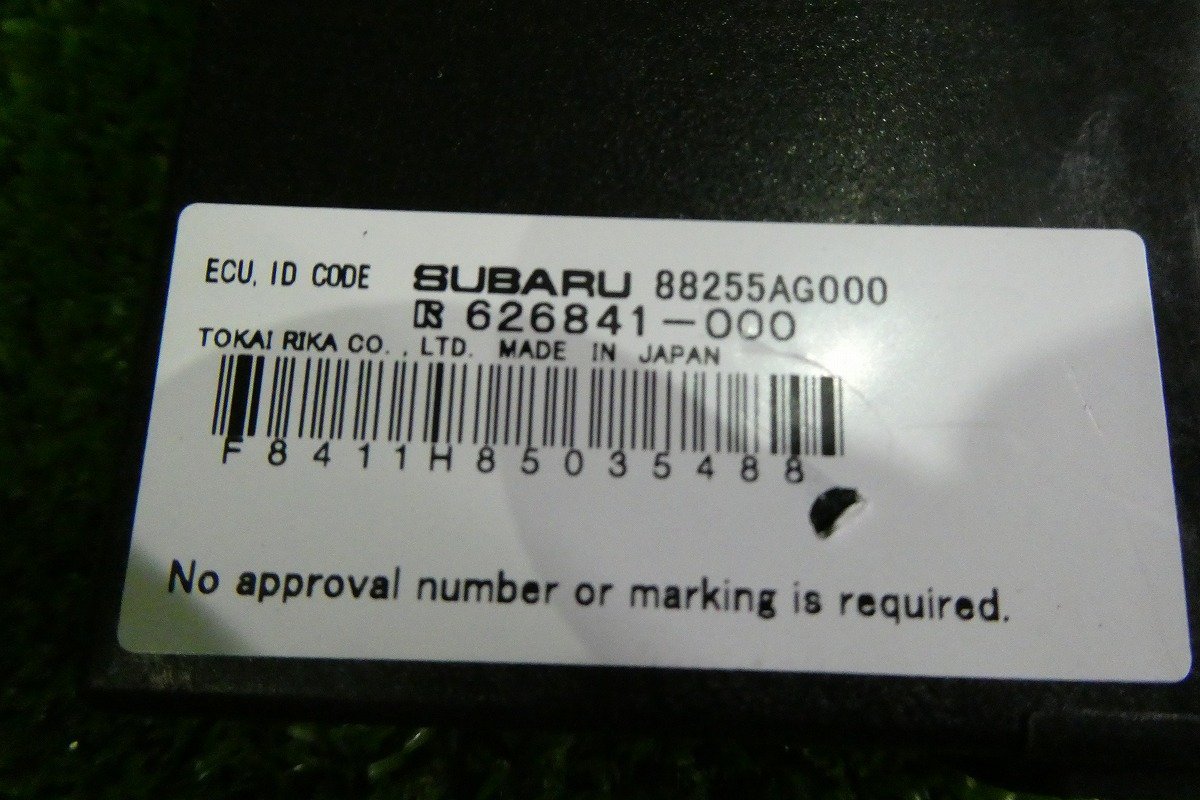 ECU, ID CODE SUBARU 88255AG000
R 626841-000
TOKAI RIKA CO., LTD. MADE IN JAPAN
F8411H85035488
No approval number or marking is required.